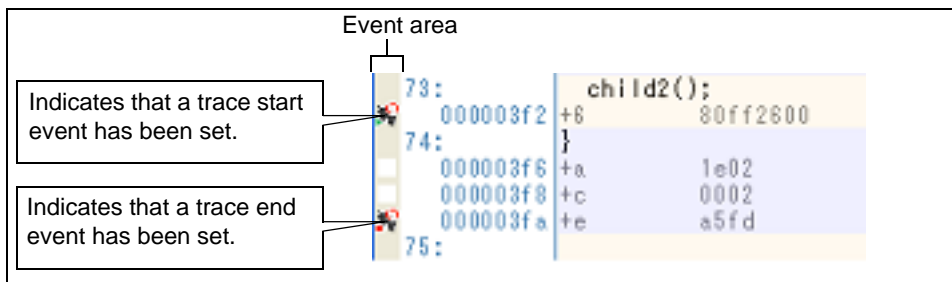 Event area
Indicates that a trace start
event has been set.
Indicates that a trace end
event has been set.
73: child2();
000003f2 +6 80ff2600
74: }
000003f6 +a 1e02
000003f8 +c 0002
000003fa +e a5fd
75: